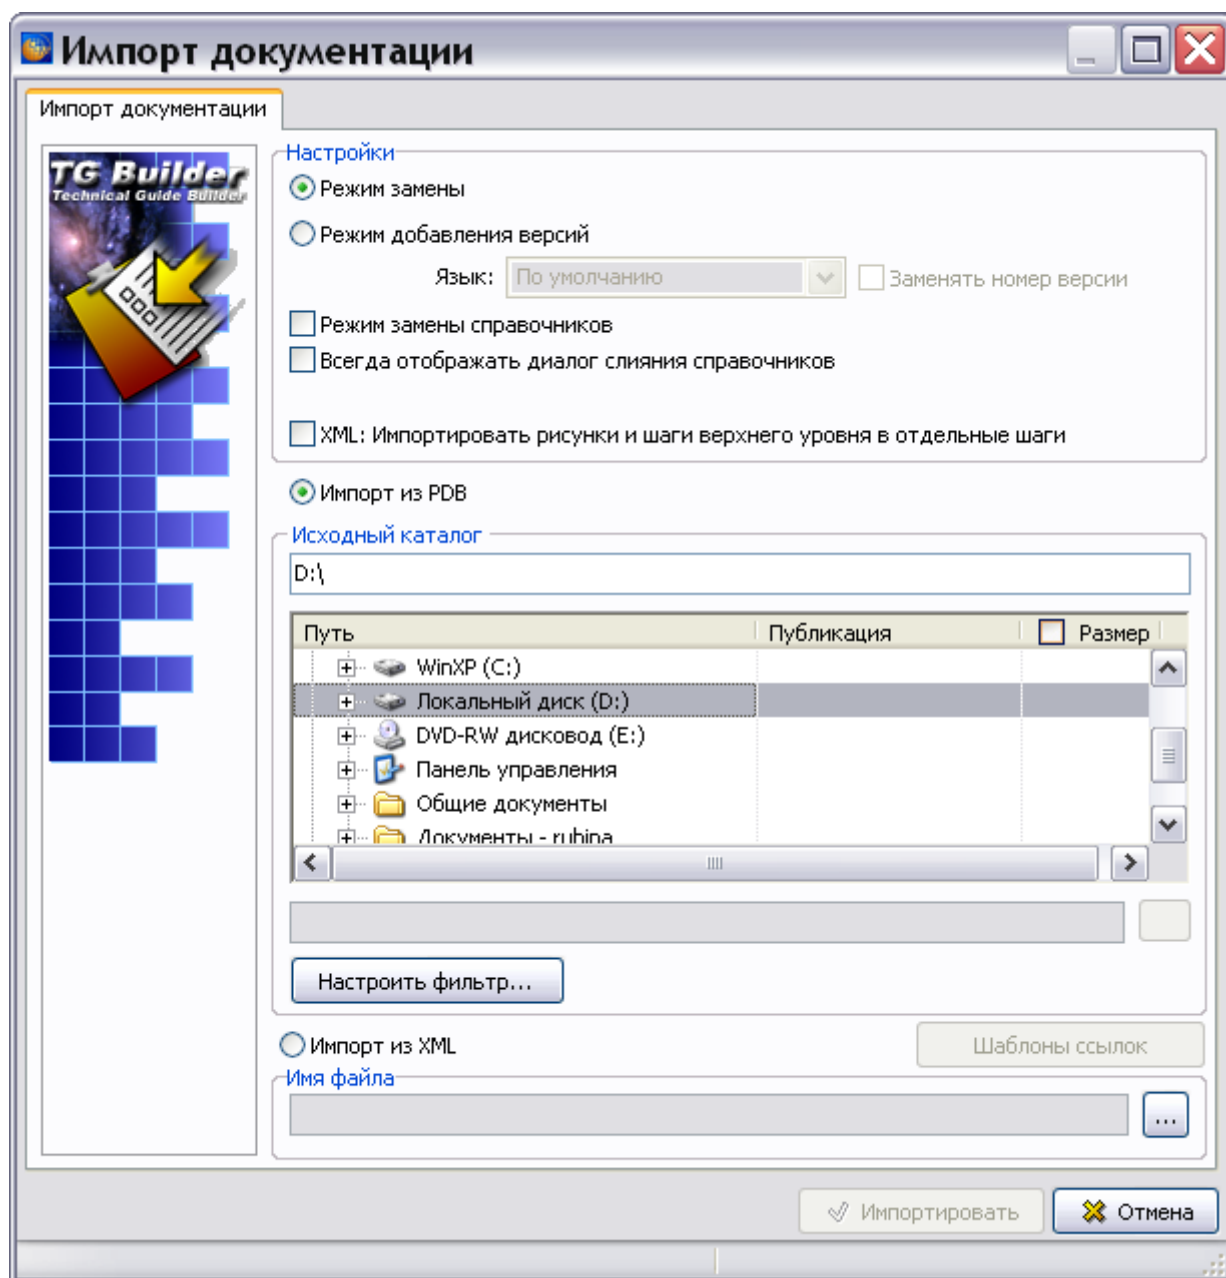 Импорт документации
Импорт документации
TG Builder
Technical Guide Builder
Настройки
Режим замены
Режим добавления версий
Язык: По умолчанию Заменять номер версии
Режим замены справочников
Всегда отображать диалог слияния справочников
XML: Импортировать рисунки и шаги верхнего уровня в отдельные шаги
Импорт из PDB
Исходный каталог
D:\
Путь Публикация Размер
WinXP (C:)
Локальный диск (D:)
DVD-RW дисковод (E:)
Панель управления
Общие документы
Документы - rubina
Настроить фильтр...
Импорт из XML Шаблоны ссылок
Имя файла
...
Импортировать Отмена